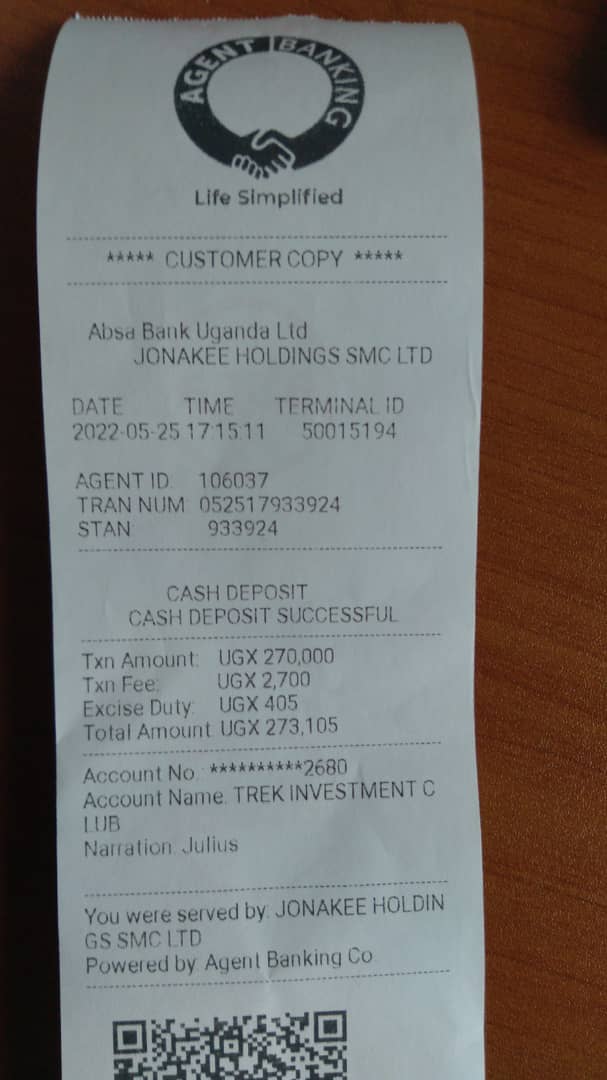 AGENT BANKING
Life Simplified
***** CUSTOMER COPY *****
Absa Bank Uganda Ltd
JONAKEE HOLDINGS SMC LTD
DATE TIME TERMINAL ID
2022-05-25 17:15:11 50015194
AGENT ID: 106037
TRAN NUM: 052517933924
STAN: 933924
CASH DEPOSIT
CASH DEPOSIT SUCCESSFUL
Txn Amount: UGX 270,000
Txn Fee: UGX 2,700
Excise Duty: UGX 405
Total Amount: UGX 273,105
Account No. **********2680
Account Name: TREK INVESTMENT C
LUB
Narration: Julius
You were served by: JONAKEE HOLDIN
GS SMC LTD
Powered by: Agent Banking Co